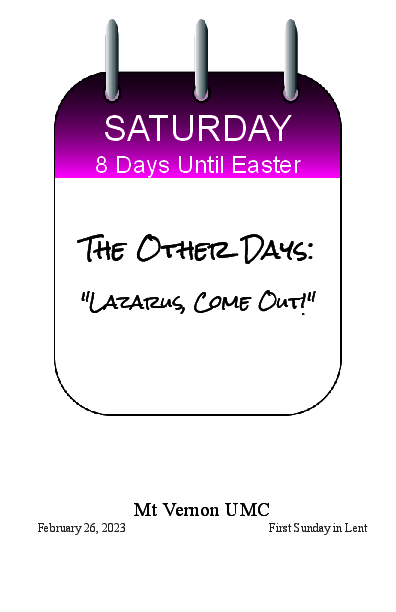 SATURDAY
8 Days Until Easter
The Other Days:
"Lazarus, Come Out!"
Mt Vernon UMC
February 26, 2023 First Sunday in Lent